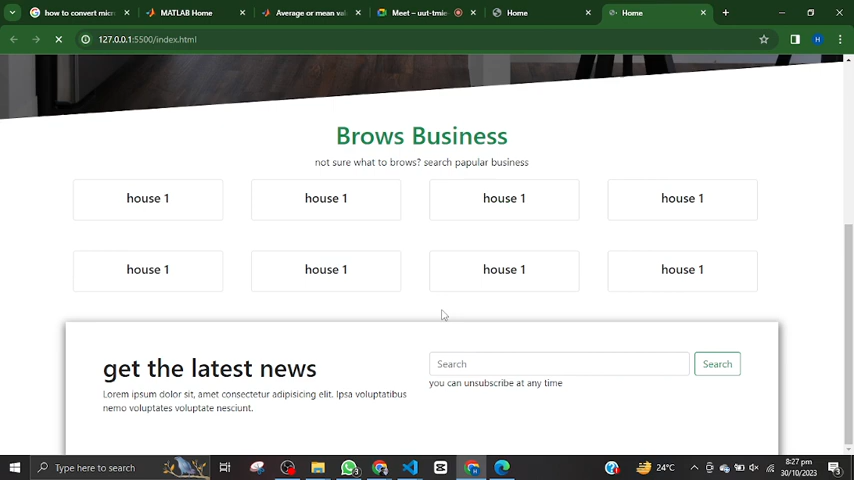 how to convert micr
MATLAB Home
Average or mean val
Meet – uut-tmie
Home
Home
127.0.0.1:5500/index.html
H
Brows Business
not sure what to brows? search papular business
house 1
house 1
house 1
house 1
house 1
house 1
house 1
house 1
get the latest news
Lorem ipsum dolor sit, amet consectetur adipisicing elit. Ipsa voluptatibus
nemo voluptates voluptate nesciunt.
Search
Search
you can unsubscribe at any time
Type here to search
3
24°C
8:27 pm
30/10/2023
3